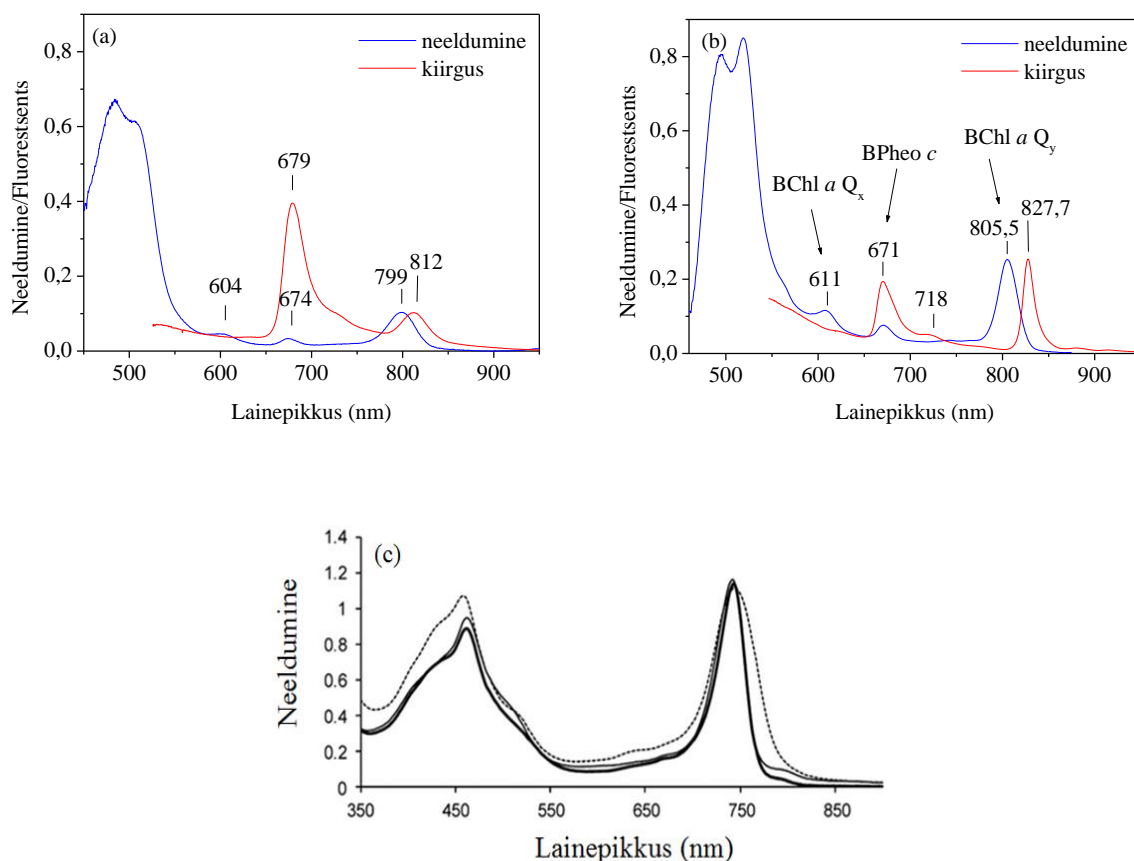 (a)
neeldumine
kiirgus
Neeldumine/Fluorestsents
0,8
0,6
0,4
0,2
0,0
679
604
674
799
812
500
600
700
800
900
Lainepikkus (nm)
(b)
neeldumine
kiirgus
Neeldumine/Fluorestsents
0,8
0,6
0,4
0,2
0,0
BChl a Qx
BPheo c
BChl a Qy
611
671
718
805,5
827,7
500
600
700
800
900
Lainepikkus (nm)
(c)
Neeldumine
1.4
1.2
1
0.8
0.6
0.4
0.2
0
350
450
550
650
750
850
Lainepikkus (nm)